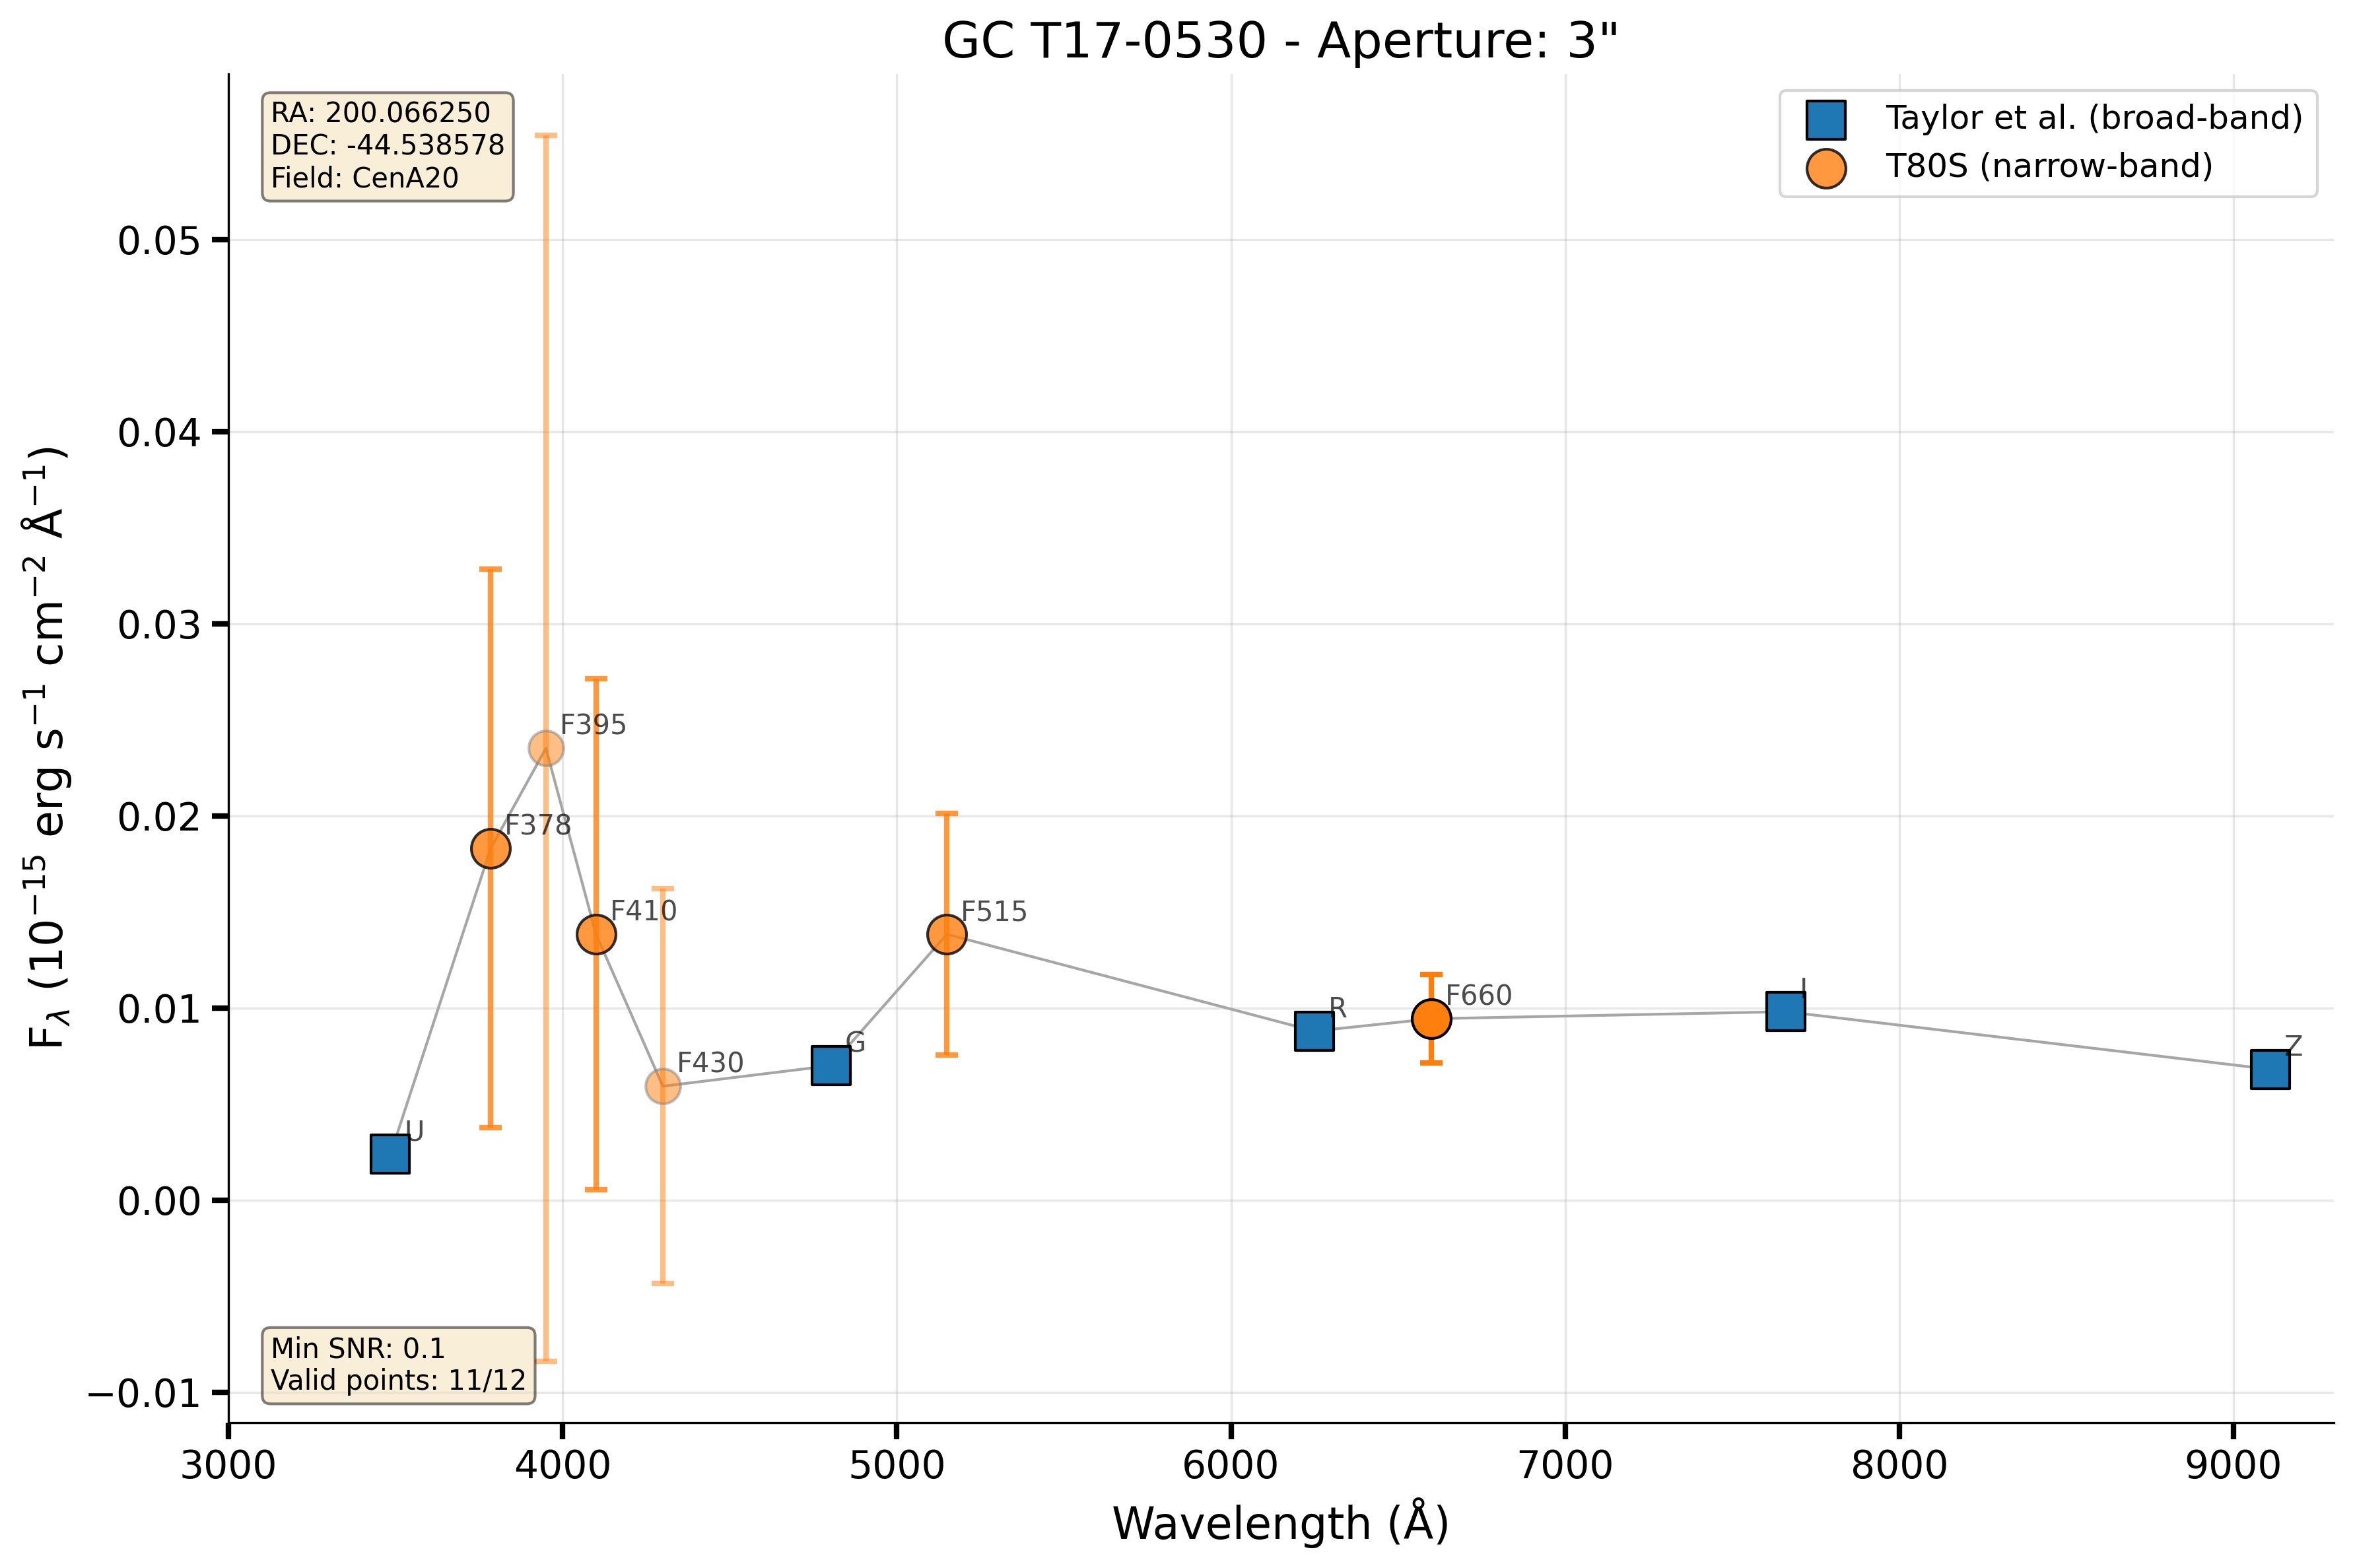 GC T17-0530 - Aperture: 3"
RA: 200.066250
DEC: -44.538578
Field: CenA20
Taylor et al. (broad-band)
T80S (narrow-band)
0.05
0.04
0.03
0.02
0.01
0.00
−0.01
F_λ (10⁻¹⁵ erg s⁻¹ cm⁻² Å⁻¹)
F395
F378
F410
F515
F430
G
R
F660
I
Z
U
Min SNR: 0.1
Valid points: 11/12
3000 4000 5000 6000 7000 8000 9000
Wavelength (Å)